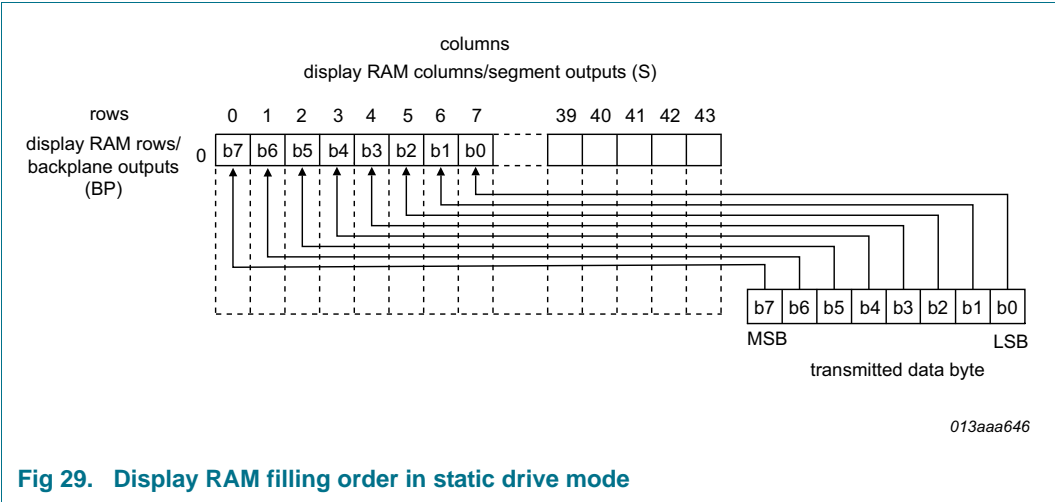 columns
display RAM columns/segment outputs (S)
rows
0 1 2 3 4 5 6 7 39 40 41 42 43
display RAM rows/
backplane outputs
(BP)
0 b7 b6 b5 b4 b3 b2 b1 b0
b7 b6 b5 b4 b3 b2 b1 b0
MSB LSB
transmitted data byte
013aaa646
Fig 29. Display RAM filling order in static drive mode